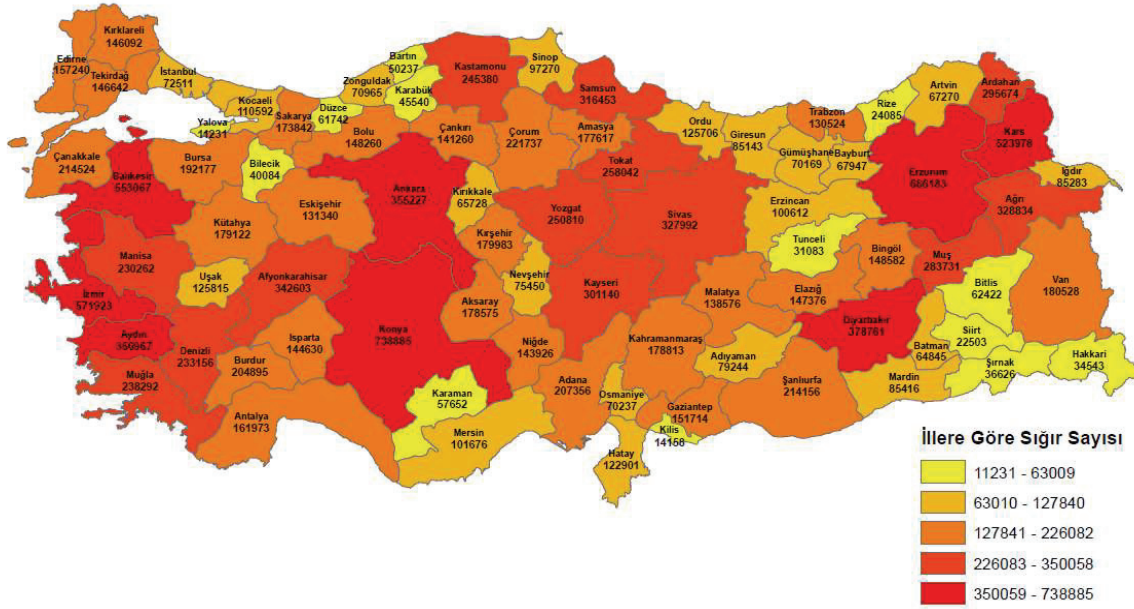 Kırklareli
146092
Edirne
157240
Tekirdağ
146642
İstanbul
72511
Kocaeli
110592
Yalova
11231
Sakarya
173842
Düzce
61742
Zonguldak
70965
Bartın
50237
Karabük
45540
Kastamonu
245380
Sinop
97270
Samsun
316453
Bolu
148260
Çankırı
141260
Çorum
221737
Amasya
177617
Ordu
125706
Giresun
85143
Trabzon
130524
Gümüşhane
70169
Bayburt
67947
Rize
24085
Artvin
67270
Ardahan
295674
Kars
Erzurum
Iğdır
85283
Ağrı
328834
Çanakkale
214524
Balıkesir
Bursa
192177
Bilecik
40084
Eskişehir
131340
Kütahya
179122
Ankara
355227
Kırıkkale
65728
Kırşehir
179983
Yozgat
250810
Tokat
258042
Sivas
327992
Erzincan
100612
Tunceli
31083
Bingöl
148582
Muş
283731
Bitlis
62422
Van
180528
Manisa
230262
Uşak
125815
Afyonkarahisar
342603
İzmir
571923
Aydın
Denizli
233156
Muğla
238292
Burdur
204895
Isparta
144630
Antalya
161973
Konya
Aksaray
178575
Nevşehir
75450
Niğde
143926
Kayseri
301140
Karaman
57652
Mersin
101676
Adana
207356
Osmaniye
70237
Hatay
122901
Kahramanmaraş
178813
Malatya
138576
Elazığ
147376
Adıyaman
79244
Gaziantep
151714
Kilis
14158
Şanlıurfa
214156
Diyarbakır
Batman
64845
Mardin
85416
Siirt
22503
Şırnak
36626
Hakkari
34543
İllere Göre Sığır Sayısı
11231 - 63009
63010 - 127840
127841 - 226082
226083 - 350058
350059 - 738885